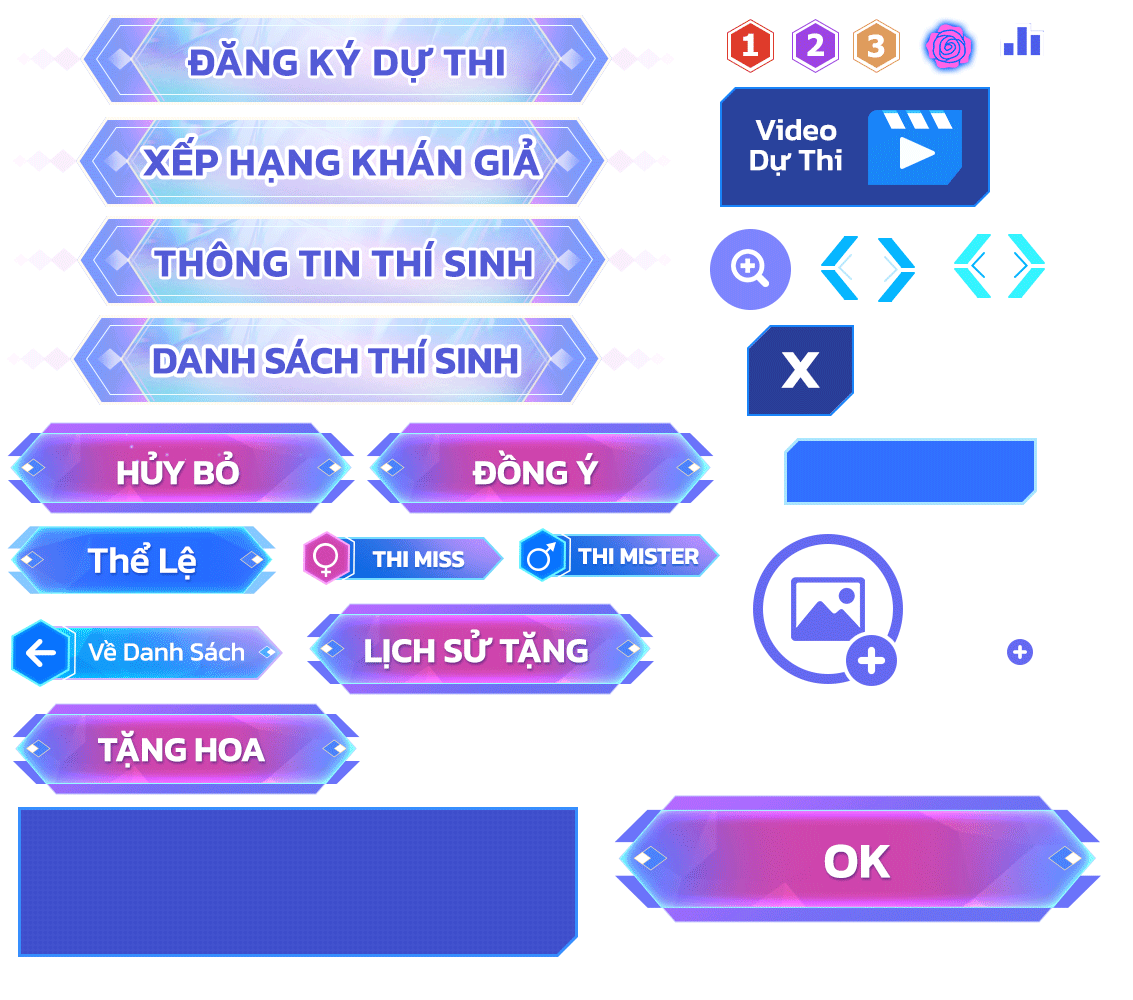 ĐĂNG KÝ DỰ THI
1
2
3
XẾP HẠNG KHÁN GIẢ
Video
Dự Thi
THÔNG TIN THÍ SINH
DANH SÁCH THÍ SINH
X
HỦY BỎ
ĐỒNG Ý
Thể Lệ
THI MISS
THI MISTER
Về Danh Sách
LỊCH SỬ TẶNG
TẶNG HOA
OK